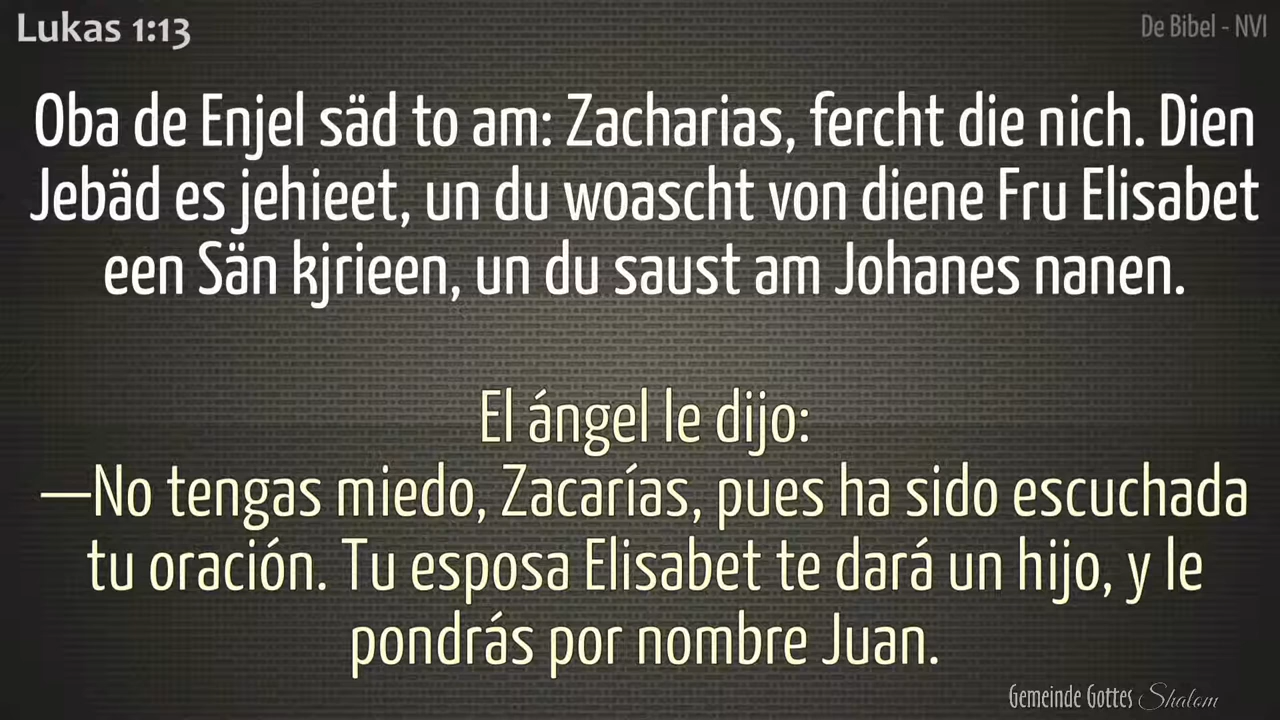 Lukas 1:13
De Bibel - NVI
Oba de Enjel säd to am: Zacharias, fercht die nich. Dien
Jebäd es jehieet, un du woascht von diene Fru Elisabet
een Sän kjrieen, un du saust am Johanes nanen.
El ángel le dijo:
—No tengas miedo, Zacarías, pues ha sido escuchada
tu oración. Tu esposa Elisabet te dará un hijo, y le
pondrás por nombre Juan.
Gemeinde Gottes Shalom